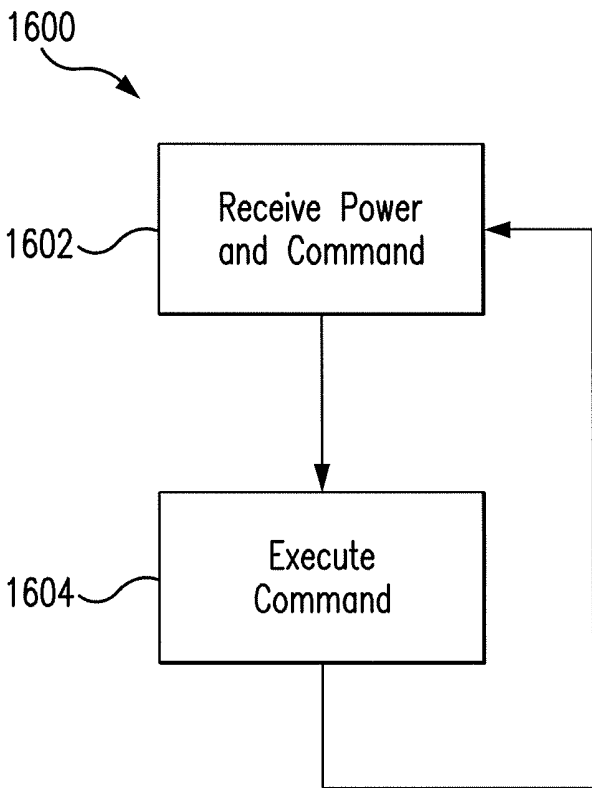 1600
Receive Power
and Command
1602
Execute
Command
1604